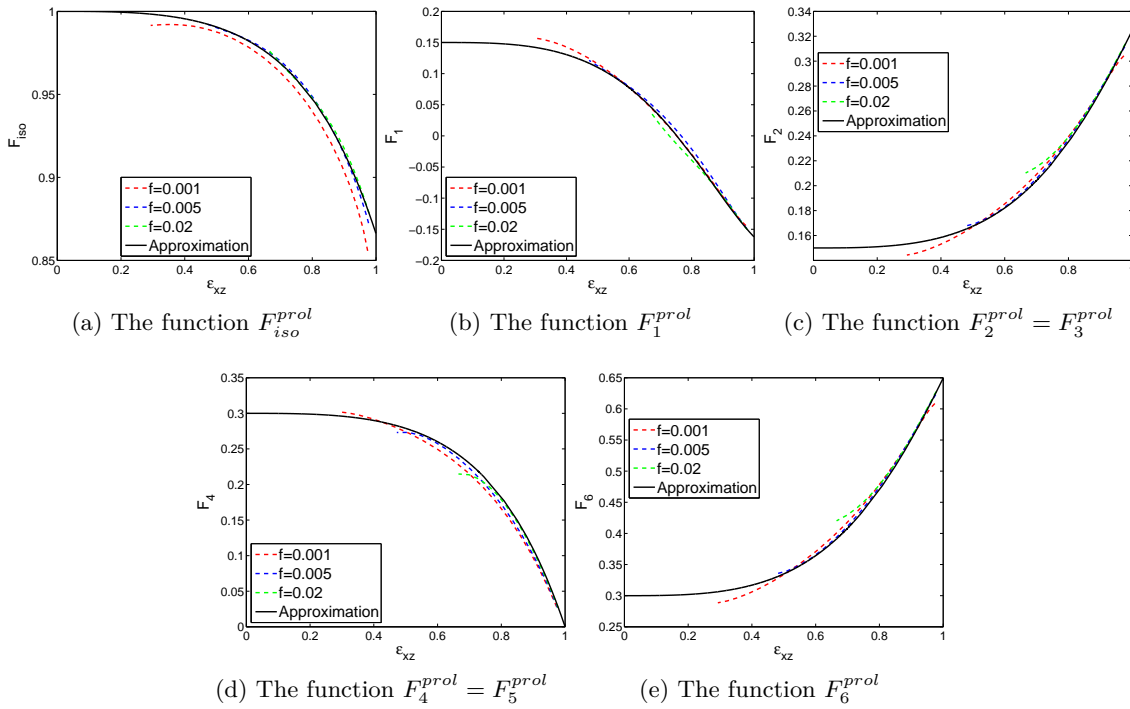 1
0.95
0.9
0.85
F_iso
0 0.2 0.4 0.6 0.8 1
ε_xz
f=0.001
f=0.005
f=0.02
Approximation
(a) The function F_{iso}^{prol}
0.2
0.15
0.1
0.05
0
−0.05
−0.1
−0.15
−0.2
F_1
0 0.2 0.4 0.6 0.8 1
ε_xz
f=0.001
f=0.005
f=0.02
Approximation
(b) The function F_1^{prol}
0.34
0.32
0.3
0.28
0.26
0.24
0.22
0.2
0.18
0.16
F_2
0 0.2 0.4 0.6 0.8 1
ε_xz
f=0.001
f=0.005
f=0.02
Approximation
(c) The function F_2^{prol} = F_3^{prol}
0.35
0.3
0.25
0.2
0.15
0.1
0.05
0
F_4
0 0.2 0.4 0.6 0.8 1
ε_xz
f=0.001
f=0.005
f=0.02
Approximation
(d) The function F_4^{prol} = F_5^{prol}
0.65
0.6
0.55
0.5
0.45
0.4
0.35
0.3
0.25
F_6
0 0.2 0.4 0.6 0.8 1
ε_xz
f=0.001
f=0.005
f=0.02
Approximation
(e) The function F_6^{prol}